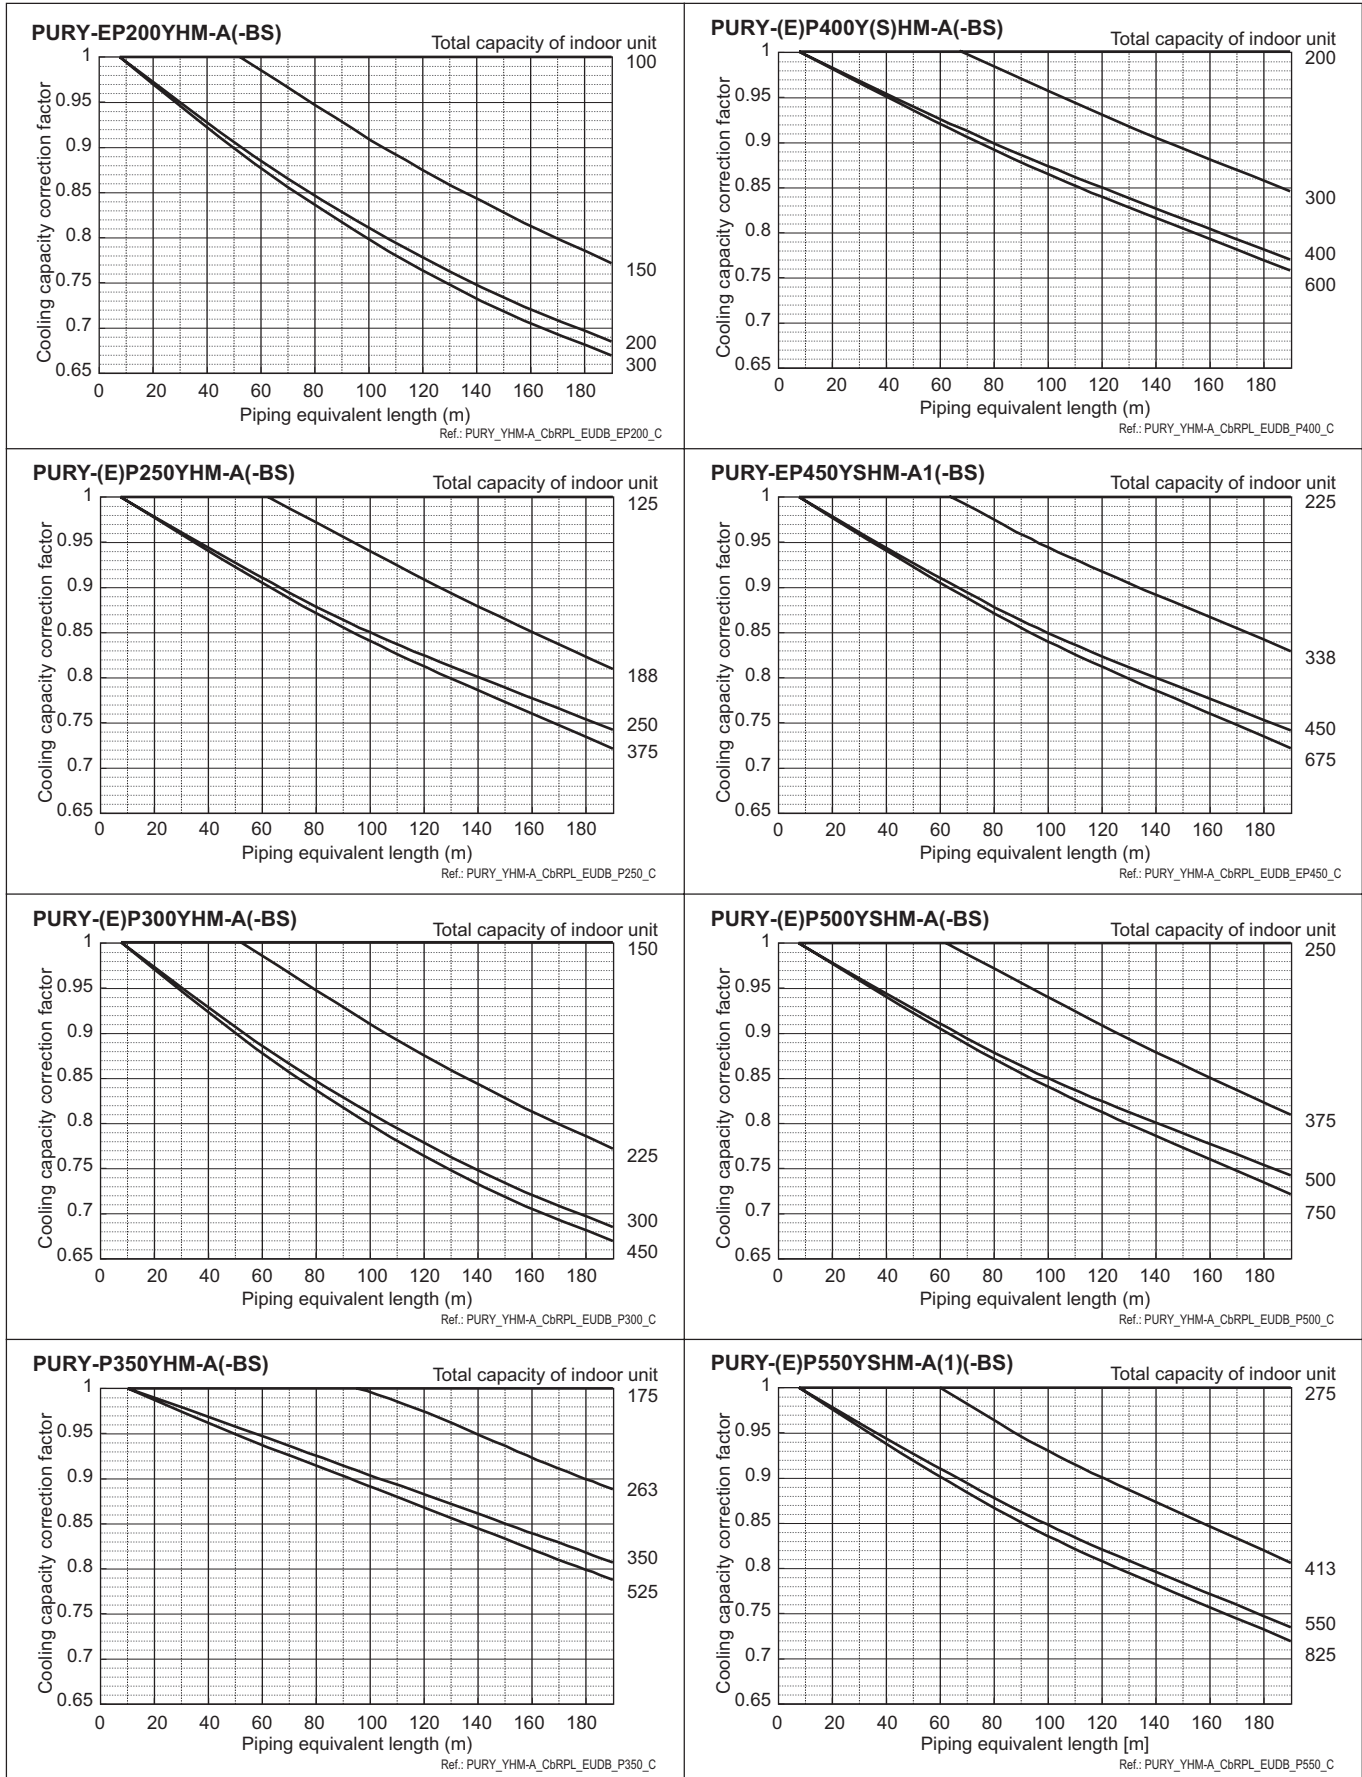 PURY-EP200YHM-A(-BS)
Total capacity of indoor unit
Cooling capacity correction factor
1
0.95
0.9
0.85
0.8
0.75
0.7
0.65
100
150
200
300
0 20 40 60 80 100 120 140 160 180
Piping equivalent length (m)
Ref.: PURY_YHM-A_CbRPL_EUDB_EP200_C
PURY-(E)P400Y(S)HM-A(-BS)
Total capacity of indoor unit
Cooling capacity correction factor
1
0.95
0.9
0.85
0.8
0.75
0.7
0.65
200
300
400
600
0 20 40 60 80 100 120 140 160 180
Piping equivalent length (m)
Ref.: PURY_YHM-A_CbRPL_EUDB_P400_C
PURY-(E)P250YHM-A(-BS)
Total capacity of indoor unit
Cooling capacity correction factor
1
0.95
0.9
0.85
0.8
0.75
0.7
0.65
125
188
250
375
0 20 40 60 80 100 120 140 160 180
Piping equivalent length (m)
Ref.: PURY_YHM-A_CbRPL_EUDB_P250_C
PURY-EP450YSHM-A1(-BS)
Total capacity of indoor unit
Cooling capacity correction factor
1
0.95
0.9
0.85
0.8
0.75
0.7
0.65
225
338
450
675
0 20 40 60 80 100 120 140 160 180
Piping equivalent length (m)
Ref.: PURY_YHM-A_CbRPL_EUDB_EP450_C
PURY-(E)P300YHM-A(-BS)
Total capacity of indoor unit
Cooling capacity correction factor
1
0.95
0.9
0.85
0.8
0.75
0.7
0.65
150
225
300
450
0 20 40 60 80 100 120 140 160 180
Piping equivalent length (m)
Ref.: PURY_YHM-A_CbRPL_EUDB_P300_C
PURY-(E)P500YSHM-A(-BS)
Total capacity of indoor unit
Cooling capacity correction factor
1
0.95
0.9
0.85
0.8
0.75
0.7
0.65
250
375
500
750
0 20 40 60 80 100 120 140 160 180
Piping equivalent length (m)
Ref.: PURY_YHM-A_CbRPL_EUDB_P500_C
PURY-P350YHM-A(-BS)
Total capacity of indoor unit
Cooling capacity correction factor
1
0.95
0.9
0.85
0.8
0.75
0.7
0.65
175
263
350
525
0 20 40 60 80 100 120 140 160 180
Piping equivalent length (m)
Ref.: PURY_YHM-A_CbRPL_EUDB_P350_C
PURY-(E)P550YSHM-A(1)(-BS)
Total capacity of indoor unit
Cooling capacity correction factor
1
0.95
0.9
0.85
0.8
0.75
0.7
0.65
275
413
550
825
0 20 40 60 80 100 120 140 160 180
Piping equivalent length [m]
Ref.: PURY_YHM-A_CbRPL_EUDB_P550_C